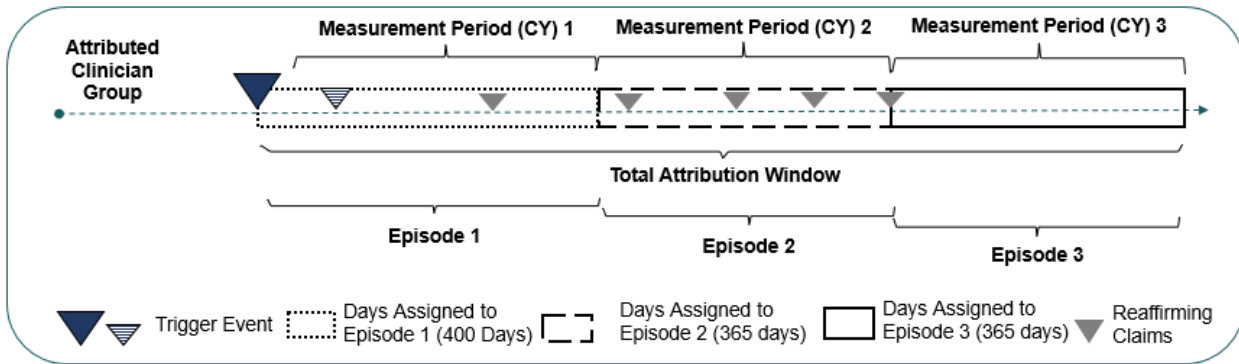 Measurement Period (CY) 1
Measurement Period (CY) 2
Measurement Period (CY) 3
Attributed
Clinician
Group
Total Attribution Window
Episode 1
Episode 2
Episode 3
Trigger Event
Days Assigned to
Episode 1 (400 Days)
Days Assigned to
Episode 2 (365 days)
Days Assigned to
Episode 3 (365 days)
Reaffirming
Claims